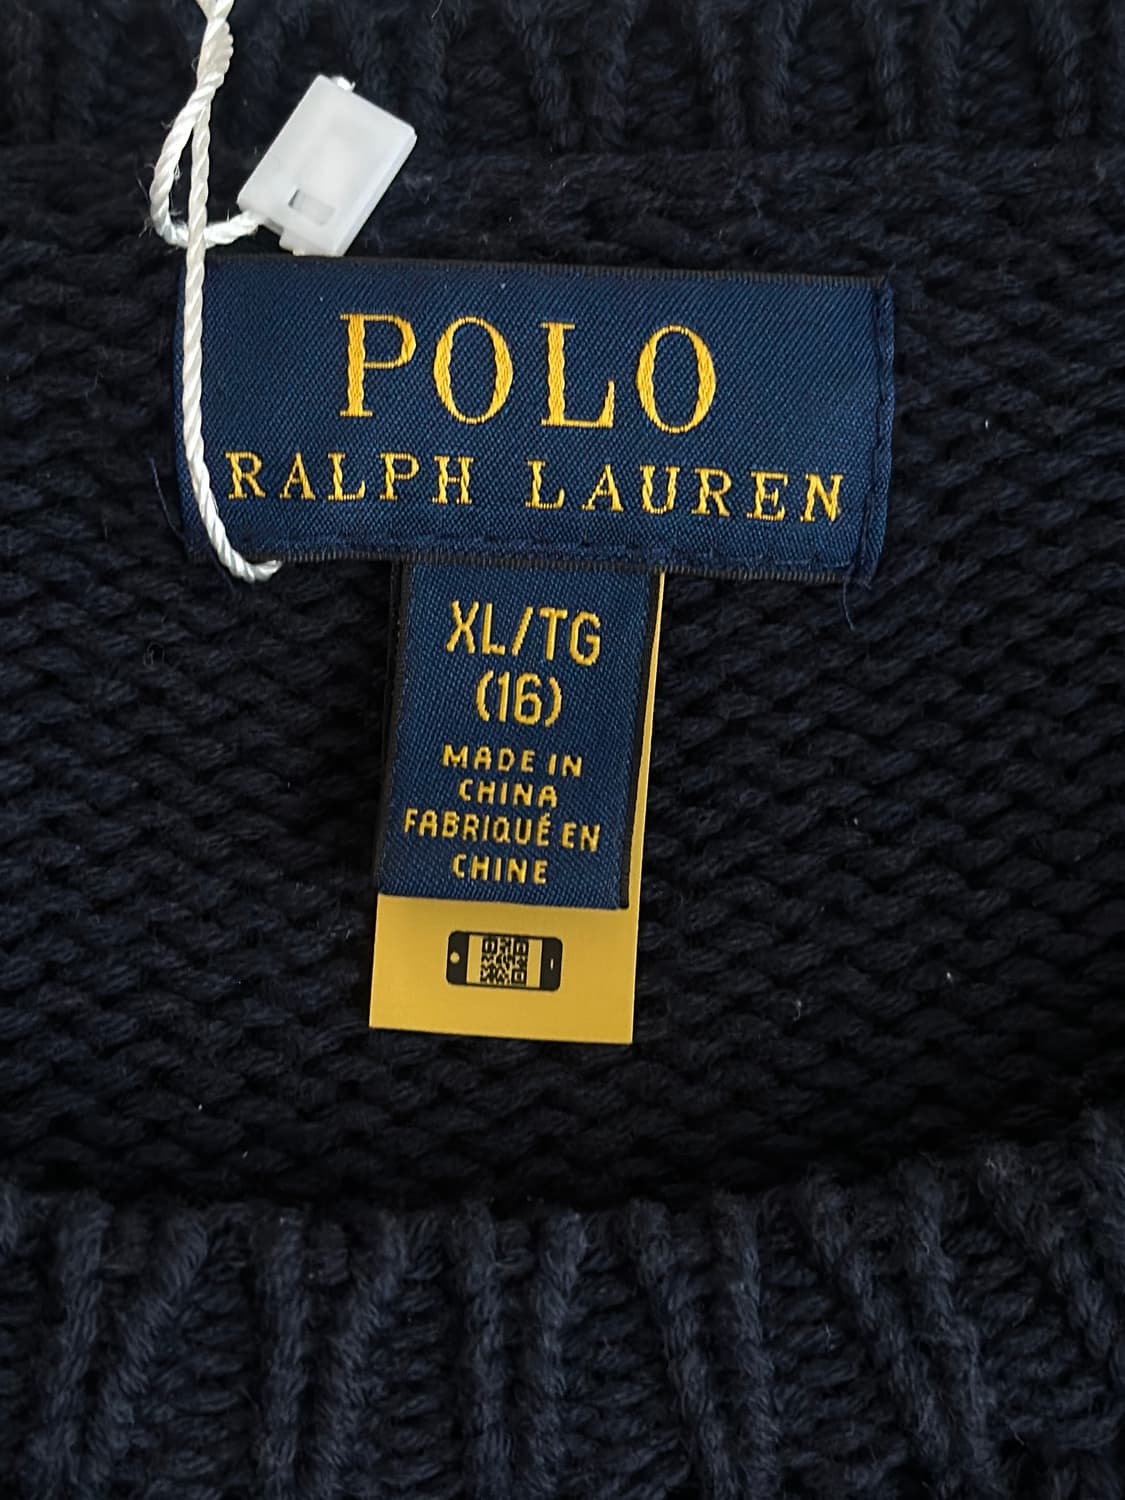 POLO
RALPH LAUREN
XL/TG
(16)
MADE IN
CHINA
FABRIQUÉ EN
CHINE